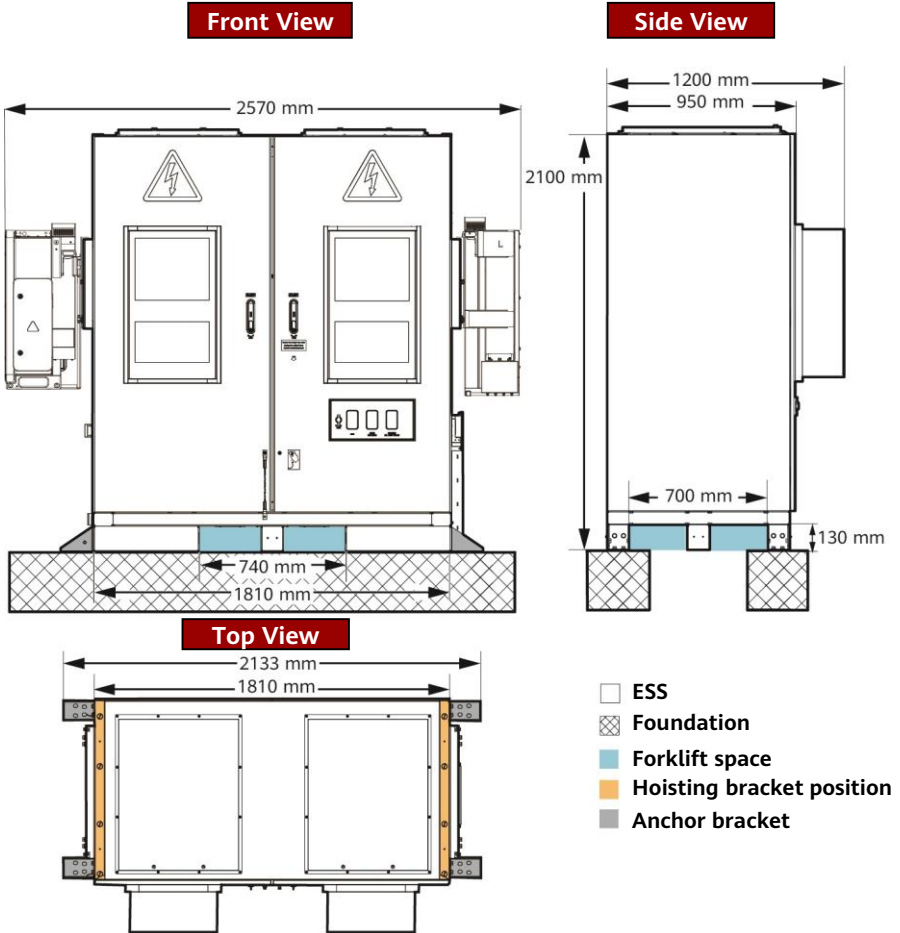 Front View
Side View
2570 mm
1200 mm
950 mm
2100 mm
L
700 mm
130 mm
740 mm
1810 mm
Top View
2133 mm
1810 mm
ESS
Foundation
Forklift space
Hoisting bracket position
Anchor bracket